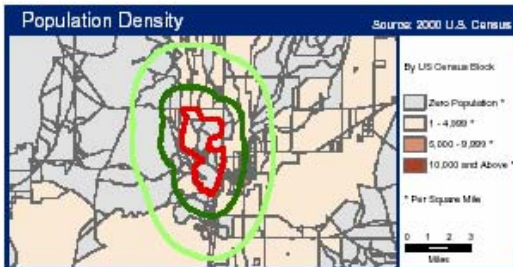 Population Density
Source: 2000 U.S. Census
By US Census Block
Zero Population *
1 - 4,999 *
5,000 - 9,999 *
10,000 and Above *
* Per Square Mile
0 1 2 3
Miles